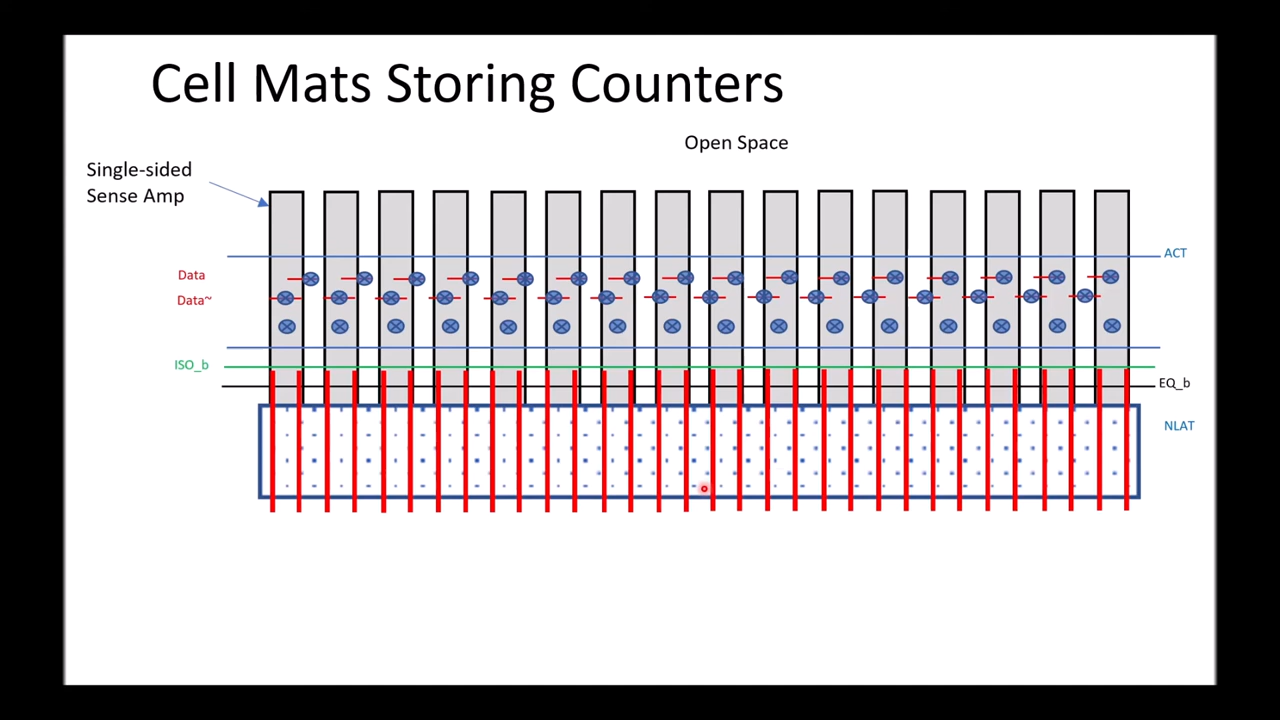 Cell Mats Storing Counters
Open Space
Single-sided
Sense Amp
ACT
Data
Data~
ISO_b
EQ_b
NLAT